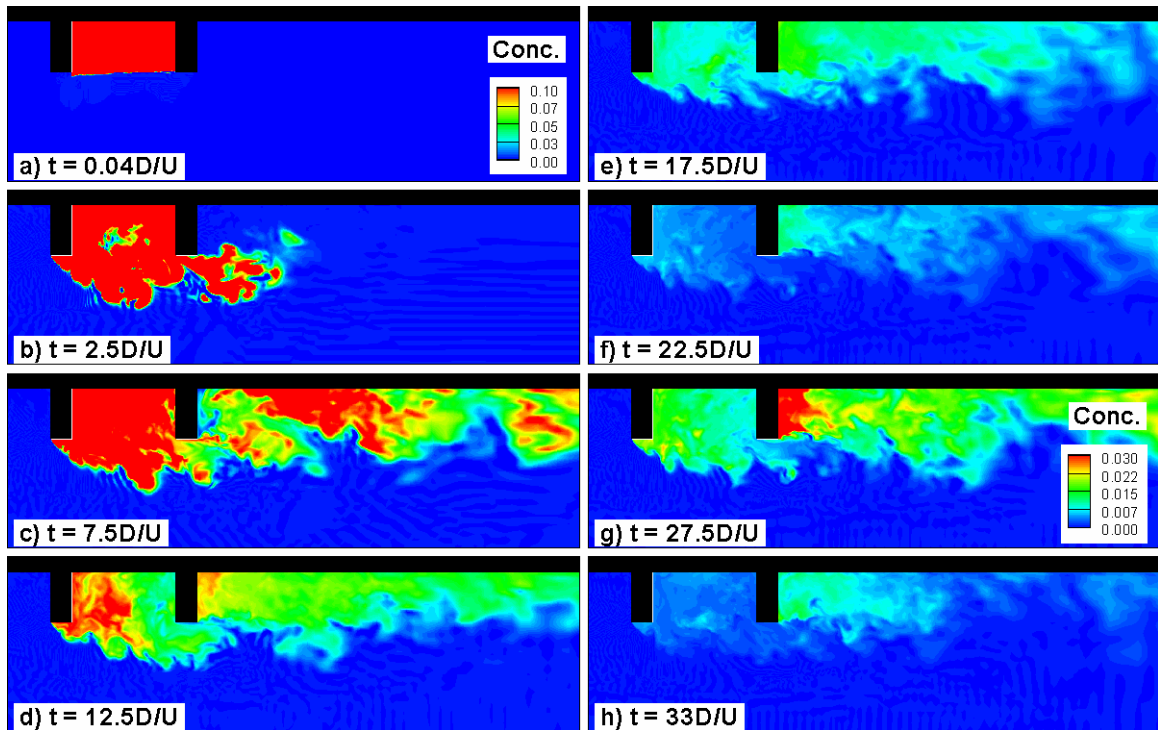 Conc.
0.10
0.07
0.05
0.03
0.00
a) t = 0.04D/U
b) t = 2.5D/U
c) t = 7.5D/U
d) t = 12.5D/U
e) t = 17.5D/U
f) t = 22.5D/U
Conc.
0.030
0.022
0.015
0.007
0.000
g) t = 27.5D/U
h) t = 33D/U